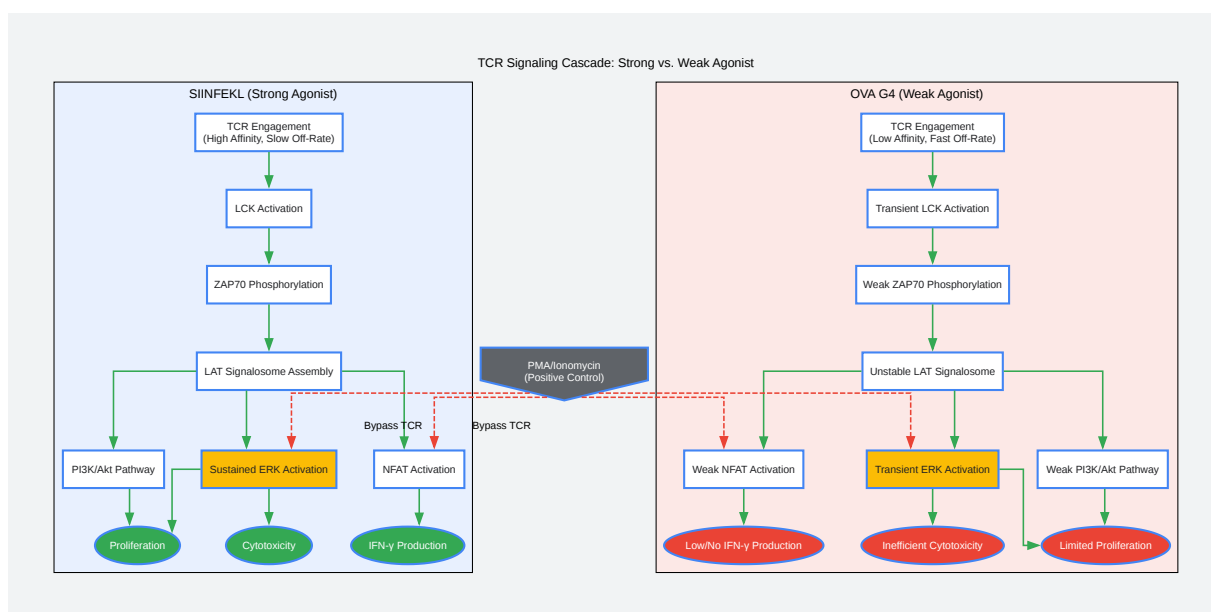 TCR Signaling Cascade: Strong vs. Weak Agonist
SIINFEKL (Strong Agonist)
TCR Engagement
(High Affinity, Slow Off-Rate)
LCK Activation
ZAP70 Phosphorylation
LAT Signalosome Assembly
PI3K/Akt Pathway
Sustained ERK Activation
NFAT Activation
Proliferation
Cytotoxicity
IFN-γ Production
PMA/Ionomycin
(Positive Control)
Bypass TCR
Bypass TCR
OVA G4 (Weak Agonist)
TCR Engagement
(Low Affinity, Fast Off-Rate)
Transient LCK Activation
Weak ZAP70 Phosphorylation
Unstable LAT Signalosome
Weak NFAT Activation
Transient ERK Activation
Weak PI3K/Akt Pathway
Low/No IFN-γ Production
Inefficient Cytotoxicity
Limited Proliferation